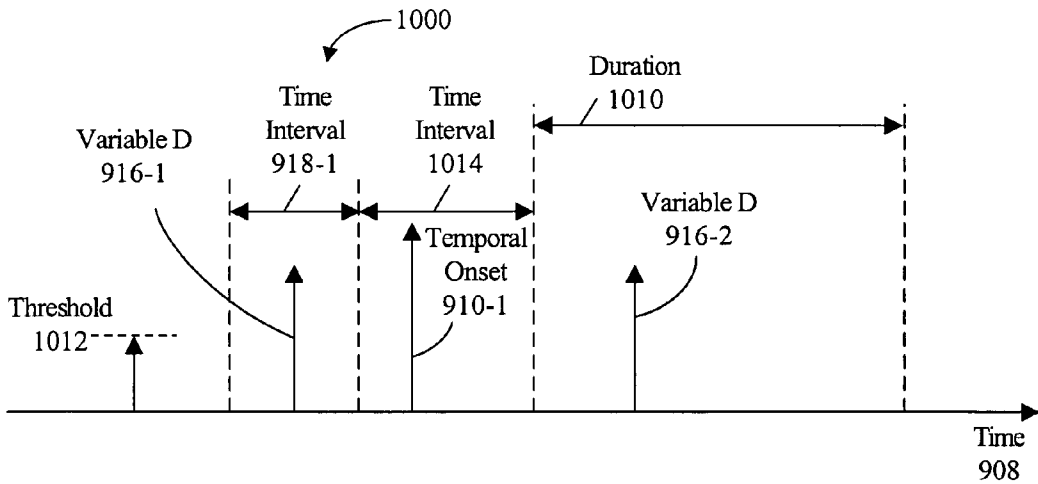 1000
Duration
1010
Time
Interval
918-1
Time
Interval
1014
Variable D
916-1
Variable D
916-2
Temporal
Onset
910-1
Threshold
1012
Time
908